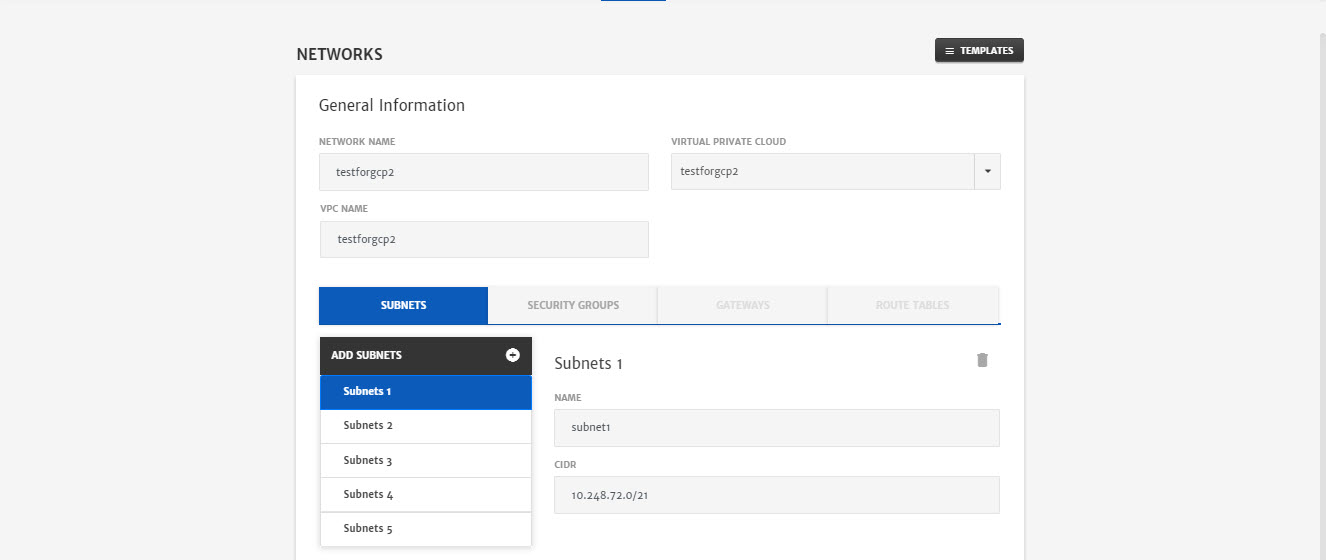 NETWORKS
TEMPLATES
General Information
NETWORK NAME
VIRTUAL PRIVATE CLOUD
testforgcp2
testforgcp2
VPC NAME
testforgcp2
SUBNETS
SECURITY GROUPS
GATEWAYS
ROUTE TABLES
ADD SUBNETS
Subnets 1
Subnets 2
Subnets 3
Subnets 4
Subnets 5
Subnets 1
NAME
subnet1
CIDR
10.248.72.0/21